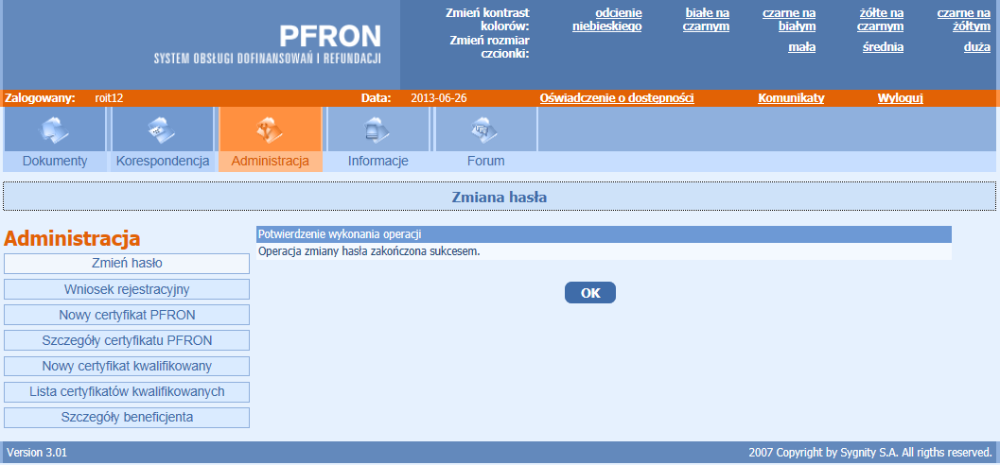 PFRON
SYSTEM OBSŁUGI DOFINANSOWAŃ I REFUNDACJI
Zmień kontrast kolorów:
odcienie niebieskiego
białe na czarnym
czarne na białym
żółte na czarnym
czarne na żółtym
Zmień rozmiar czcionki:
mała
średnia
duża
Zalogowany: roit12 Data: 2013-06-26 Oświadczenie o dostępności Komunikaty Wyloguj
Dokumenty Korespondencja Administracja Informacje Forum
Zmiana hasła
Administracja
Zmień hasło
Wniosek rejestracyjny
Nowy certyfikat PFRON
Szczegóły certyfikatu PFRON
Nowy certyfikat kwalifikowany
Lista certyfikatów kwalifikowanych
Szczegóły beneficjenta
Potwierdzenie wykonania operacji
Operacja zmiany hasła zakończona sukcesem.
OK
Version 3.01 2007 Copyright by Sygnity S.A. All rigths reserved.